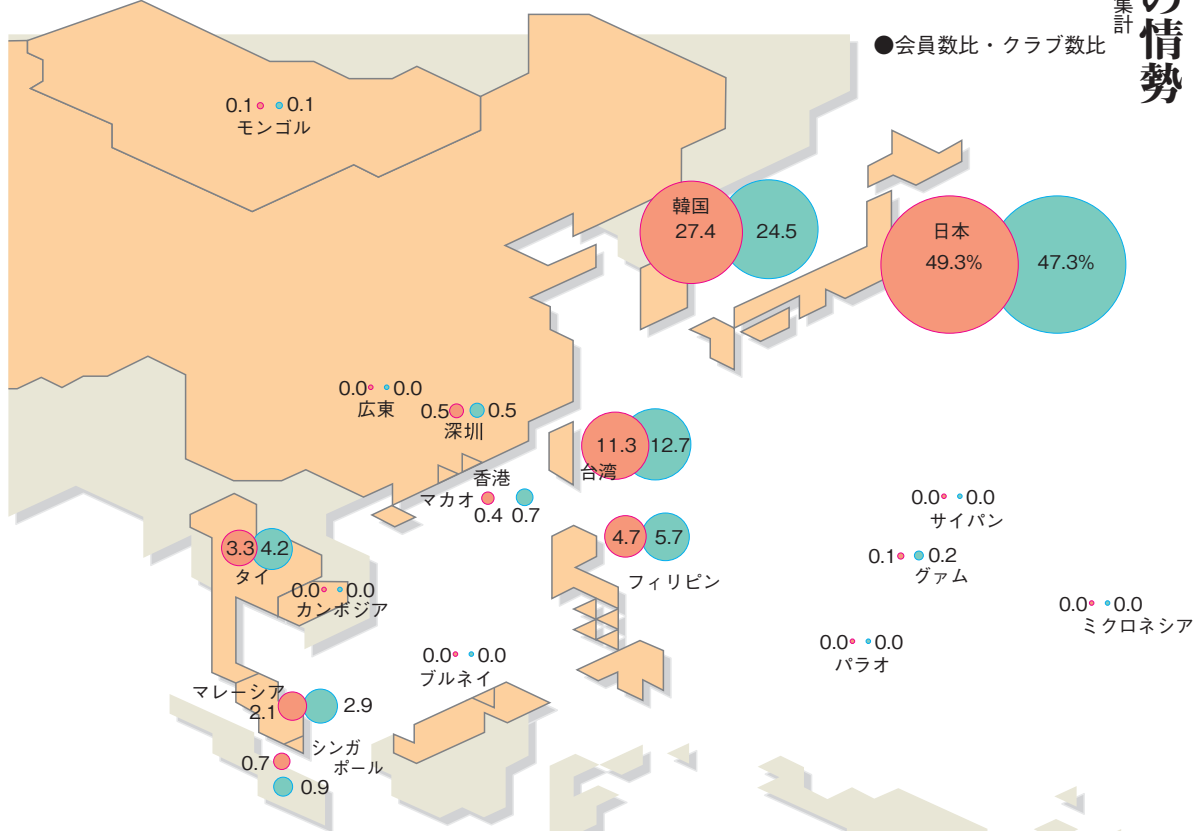 の情勢
集計
●会員数比・クラブ数比
0.1 0.1
モンゴル
韓国
27.4 24.5
日本
49.3% 47.3%
0.0 0.0
広東
0.5 0.5
深圳
11.3 12.7
台湾
香港
マカオ
0.4 0.7
4.7 5.7
フィリピン
3.3 4.2
タイ
0.0 0.0
カンボジア
0.0 0.0
サイパン
0.1 0.2
グァム
0.0 0.0
ミクロネシア
0.0 0.0
パラオ
0.0 0.0
ブルネイ
マレーシア
2.1 2.9
シンガ
ポール
0.7
0.9